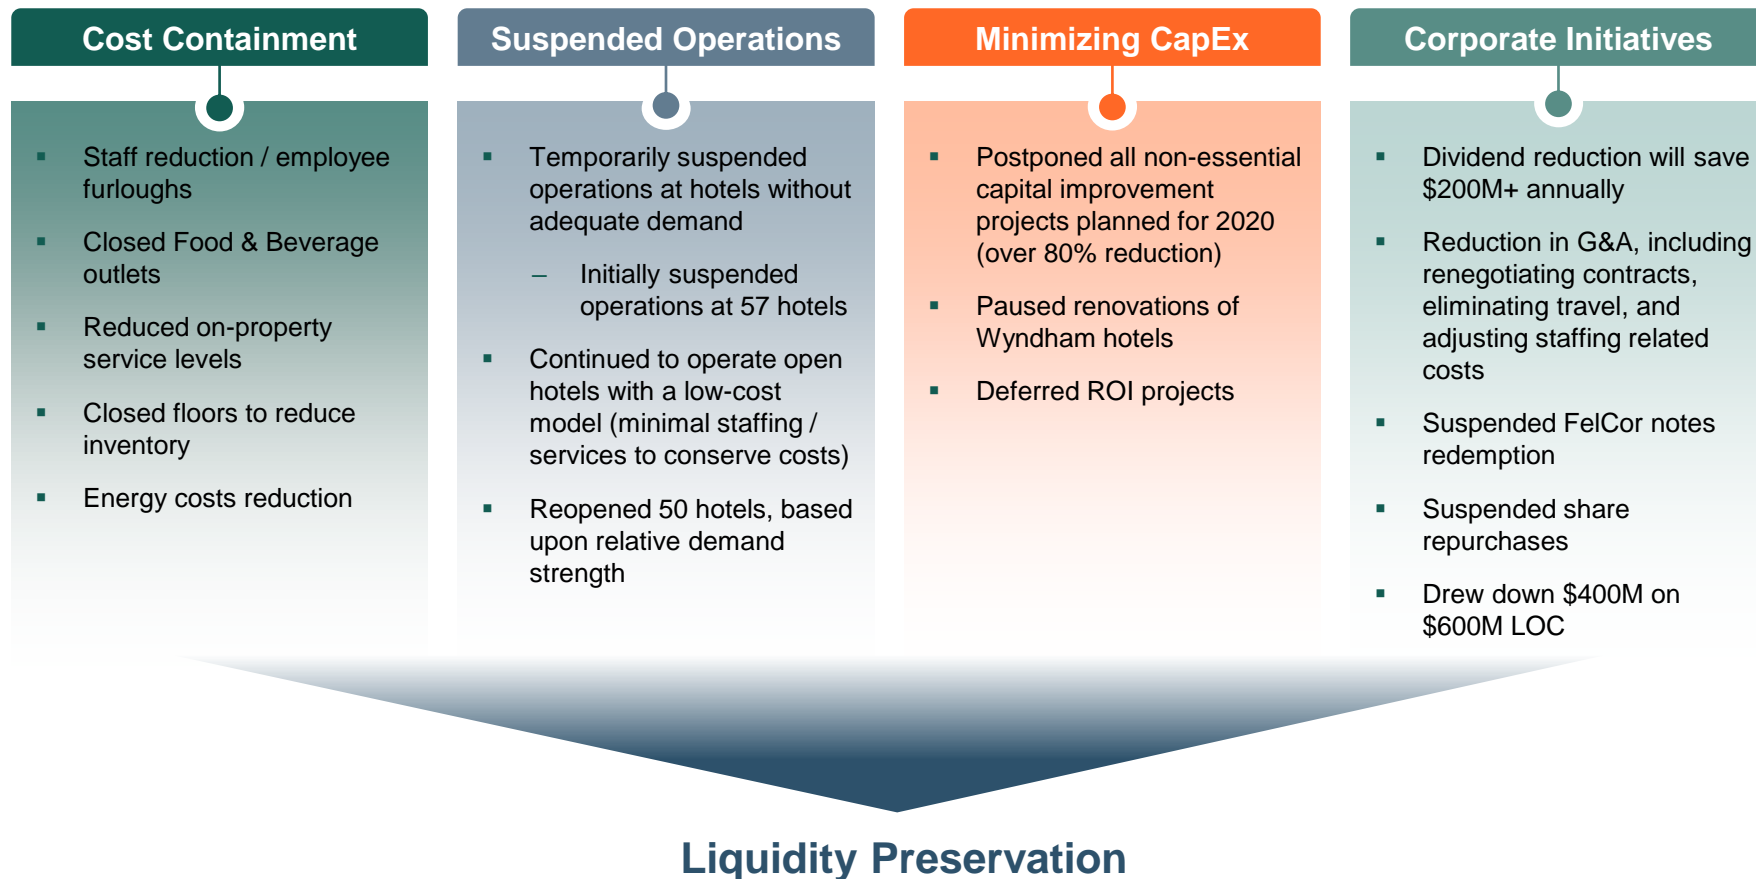 Cost Containment
▪ Staff reduction / employee
furloughs
▪ Closed Food & Beverage
outlets
▪ Reduced on-property
service levels
▪ Closed floors to reduce
inventory
▪ Energy costs reduction
Suspended Operations
▪ Temporarily suspended
operations at hotels without
adequate demand
– Initially suspended
operations at 57 hotels
▪ Continued to operate open
hotels with a low-cost
model (minimal staffing /
services to conserve costs)
▪ Reopened 50 hotels, based
upon relative demand
strength
Minimizing CapEx
▪ Postponed all non-essential
capital improvement
projects planned for 2020
(over 80% reduction)
▪ Paused renovations of
Wyndham hotels
▪ Deferred ROI projects
Corporate Initiatives
▪ Dividend reduction will save
$200M+ annually
▪ Reduction in G&A, including
renegotiating contracts,
eliminating travel, and
adjusting staffing related
costs
▪ Suspended FelCor notes
redemption
▪ Suspended share
repurchases
▪ Drew down $400M on
$600M LOC
Liquidity Preservation